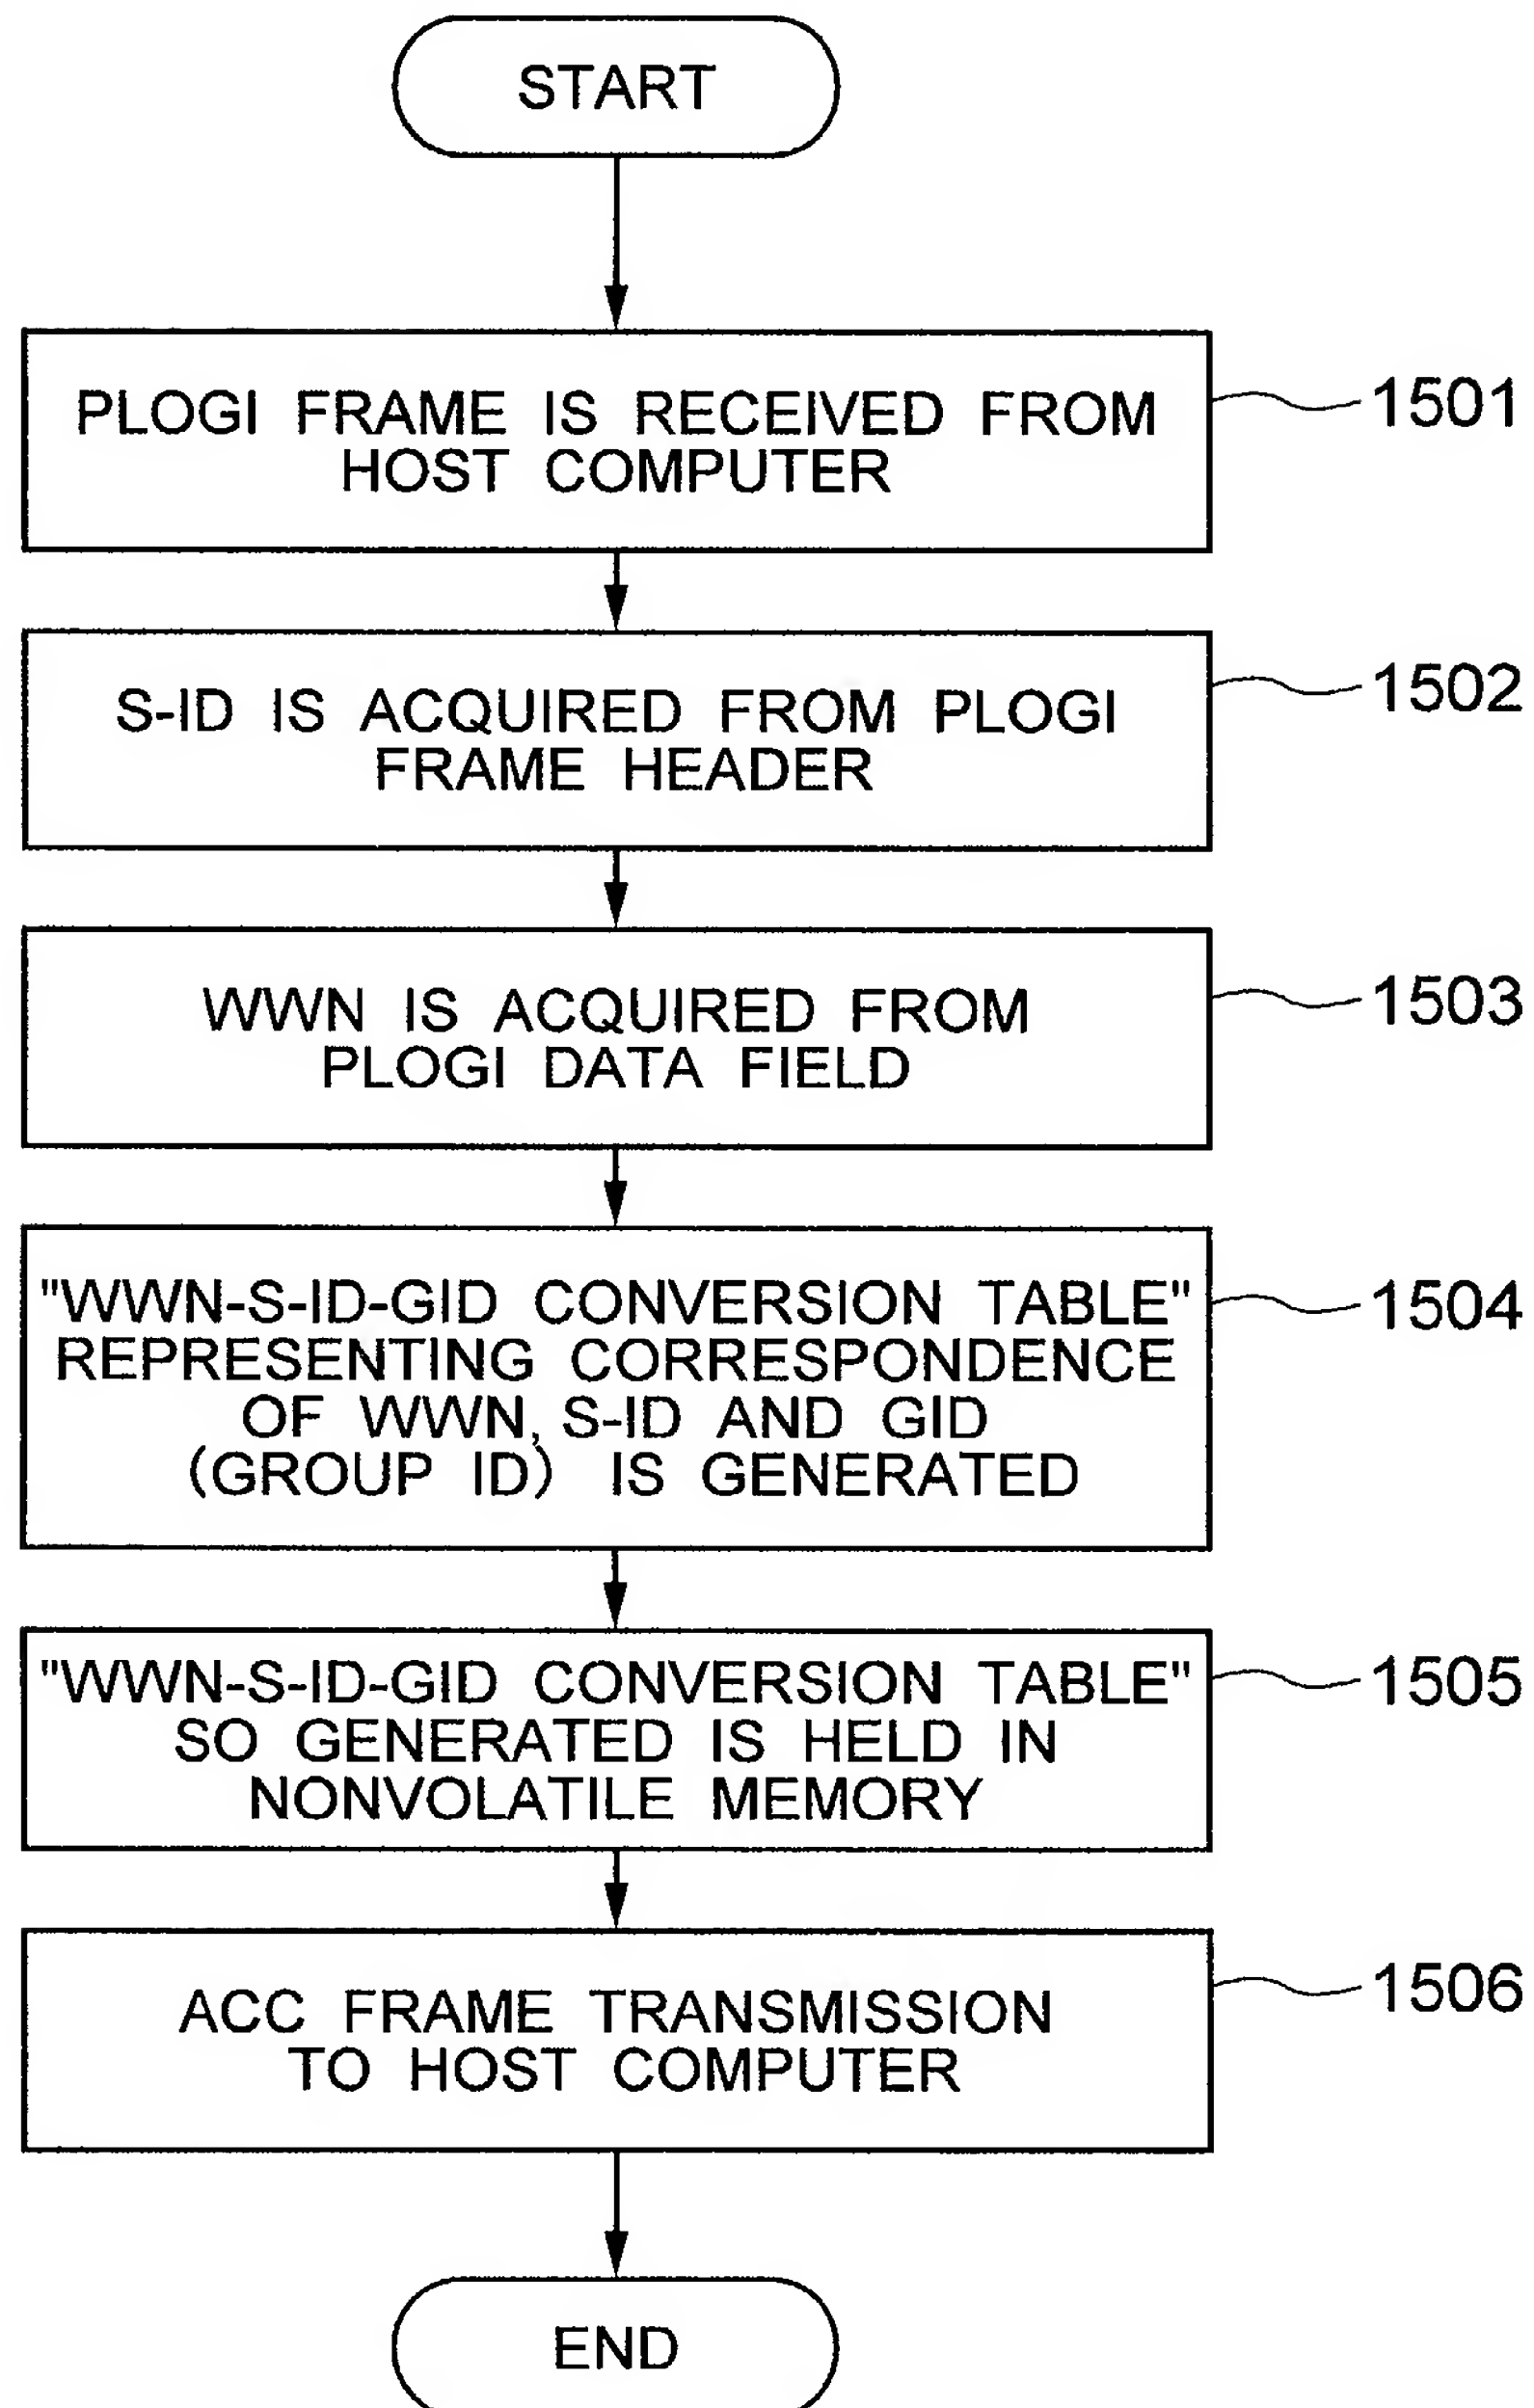 START
PLOGI FRAME IS RECEIVED FROM
HOST COMPUTER
1501
S-ID IS ACQUIRED FROM PLOGI
FRAME HEADER
1502
WWN IS ACQUIRED FROM
PLOGI DATA FIELD
1503
"WWN-S-ID-GID CONVERSION TABLE"
REPRESENTING CORRESPONDENCE
OF WWN, S-ID AND GID
(GROUP ID) IS GENERATED
1504
"WWN-S-ID-GID CONVERSION TABLE"
SO GENERATED IS HELD IN
NONVOLATILE MEMORY
1505
ACC FRAME TRANSMISSION
TO HOST COMPUTER
1506
END